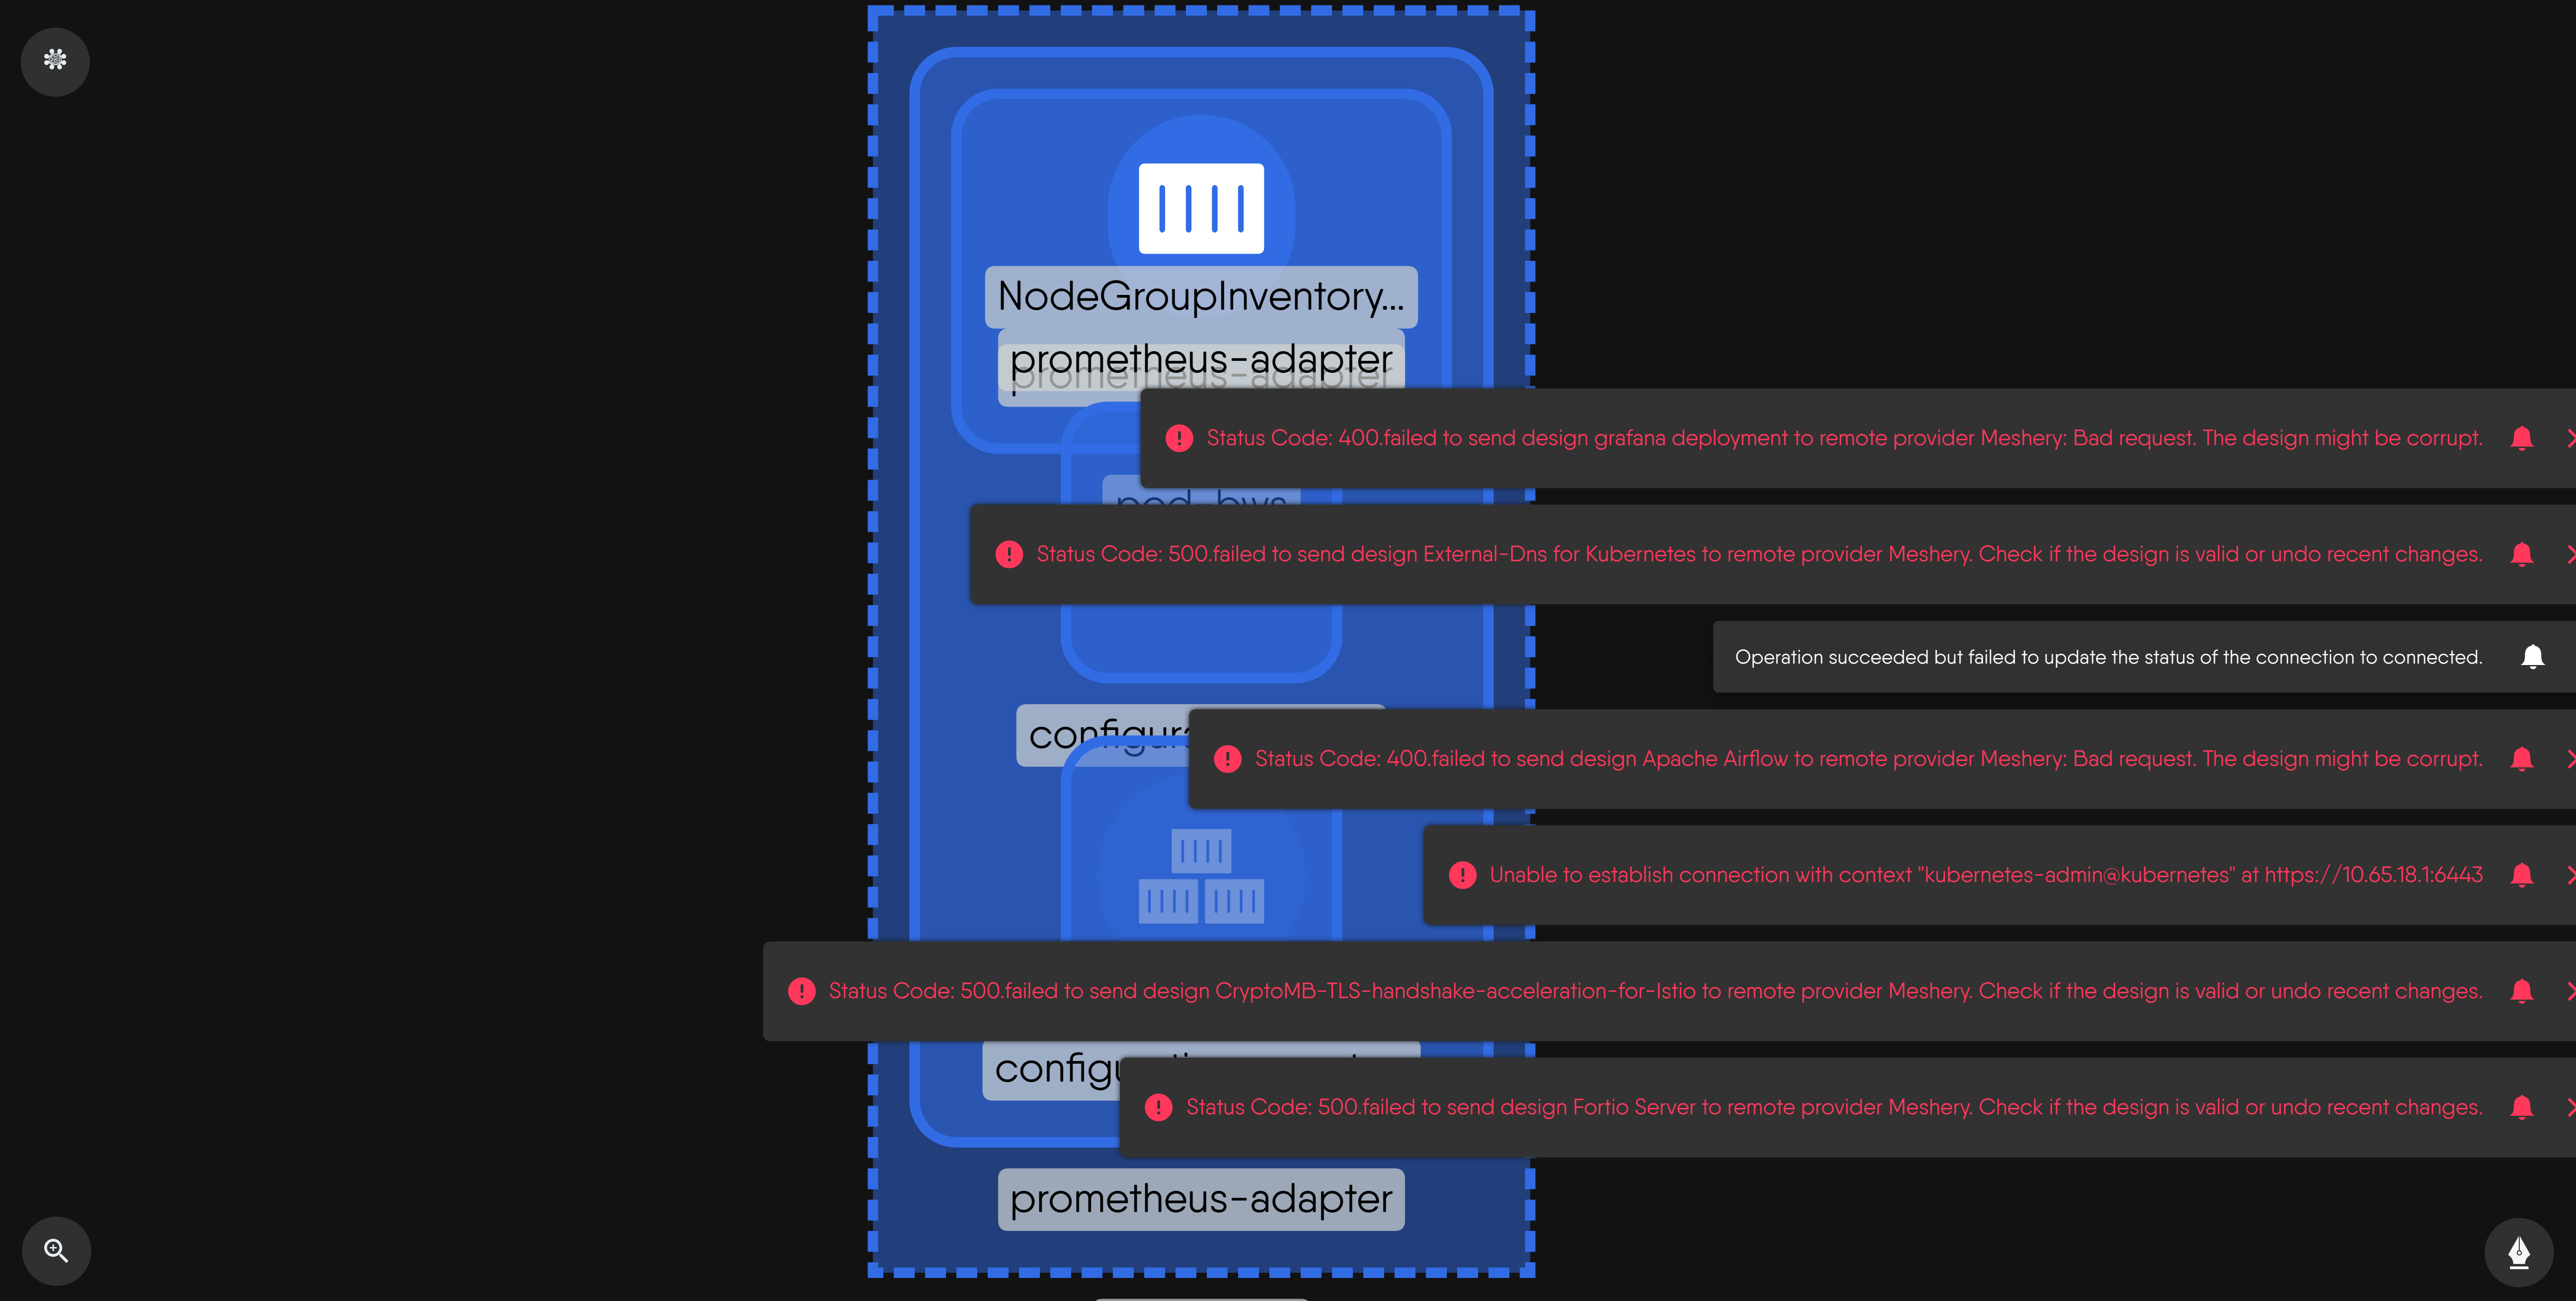 NodeGroupInventory...
prometheus-adapter
prometheus-adapter
Status Code: 400.failed to send design grafana deployment to remote provider Meshery: Bad request. The design might be corrupt.
Status Code: 500.failed to send design External-Dns for Kubernetes to remote provider Meshery. Check if the design is valid or undo recent changes.
Operation succeeded but failed to update the status of the connection to connected.
Status Code: 400.failed to send design Apache Airflow to remote provider Meshery: Bad request. The design might be corrupt.
Unable to establish connection with context "kubernetes-admin@kubernetes" at https://10.65.18.1:6443
Status Code: 500.failed to send design CryptoMB-TLS-handshake-acceleration-for-Istio to remote provider Meshery. Check if the design is valid or undo recent changes.
Status Code: 500.failed to send design Fortio Server to remote provider Meshery. Check if the design is valid or undo recent changes.
prometheus-adapter